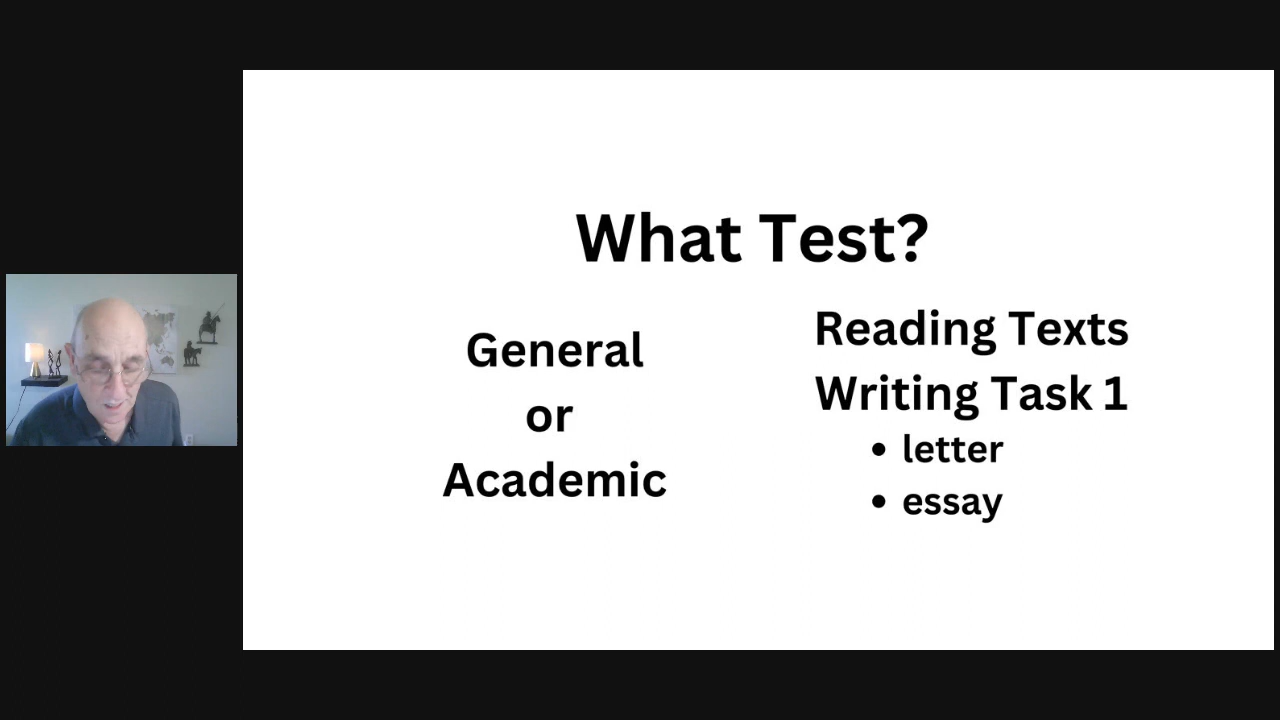 What Test?
General
or
Academic
Reading Texts
Writing Task 1
• letter
• essay